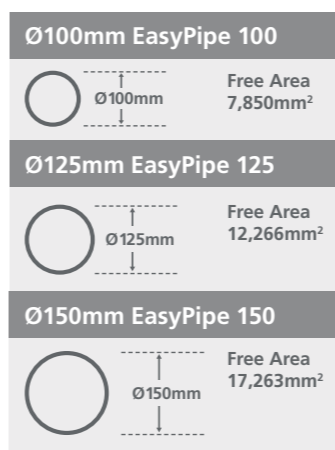 Ø100mm EasyPipe 100
Ø100mm
Free Area
7,850mm²
Ø125mm EasyPipe 125
Ø125mm
Free Area
12,266mm²
Ø150mm EasyPipe 150
Ø150mm
Free Area
17,263mm²